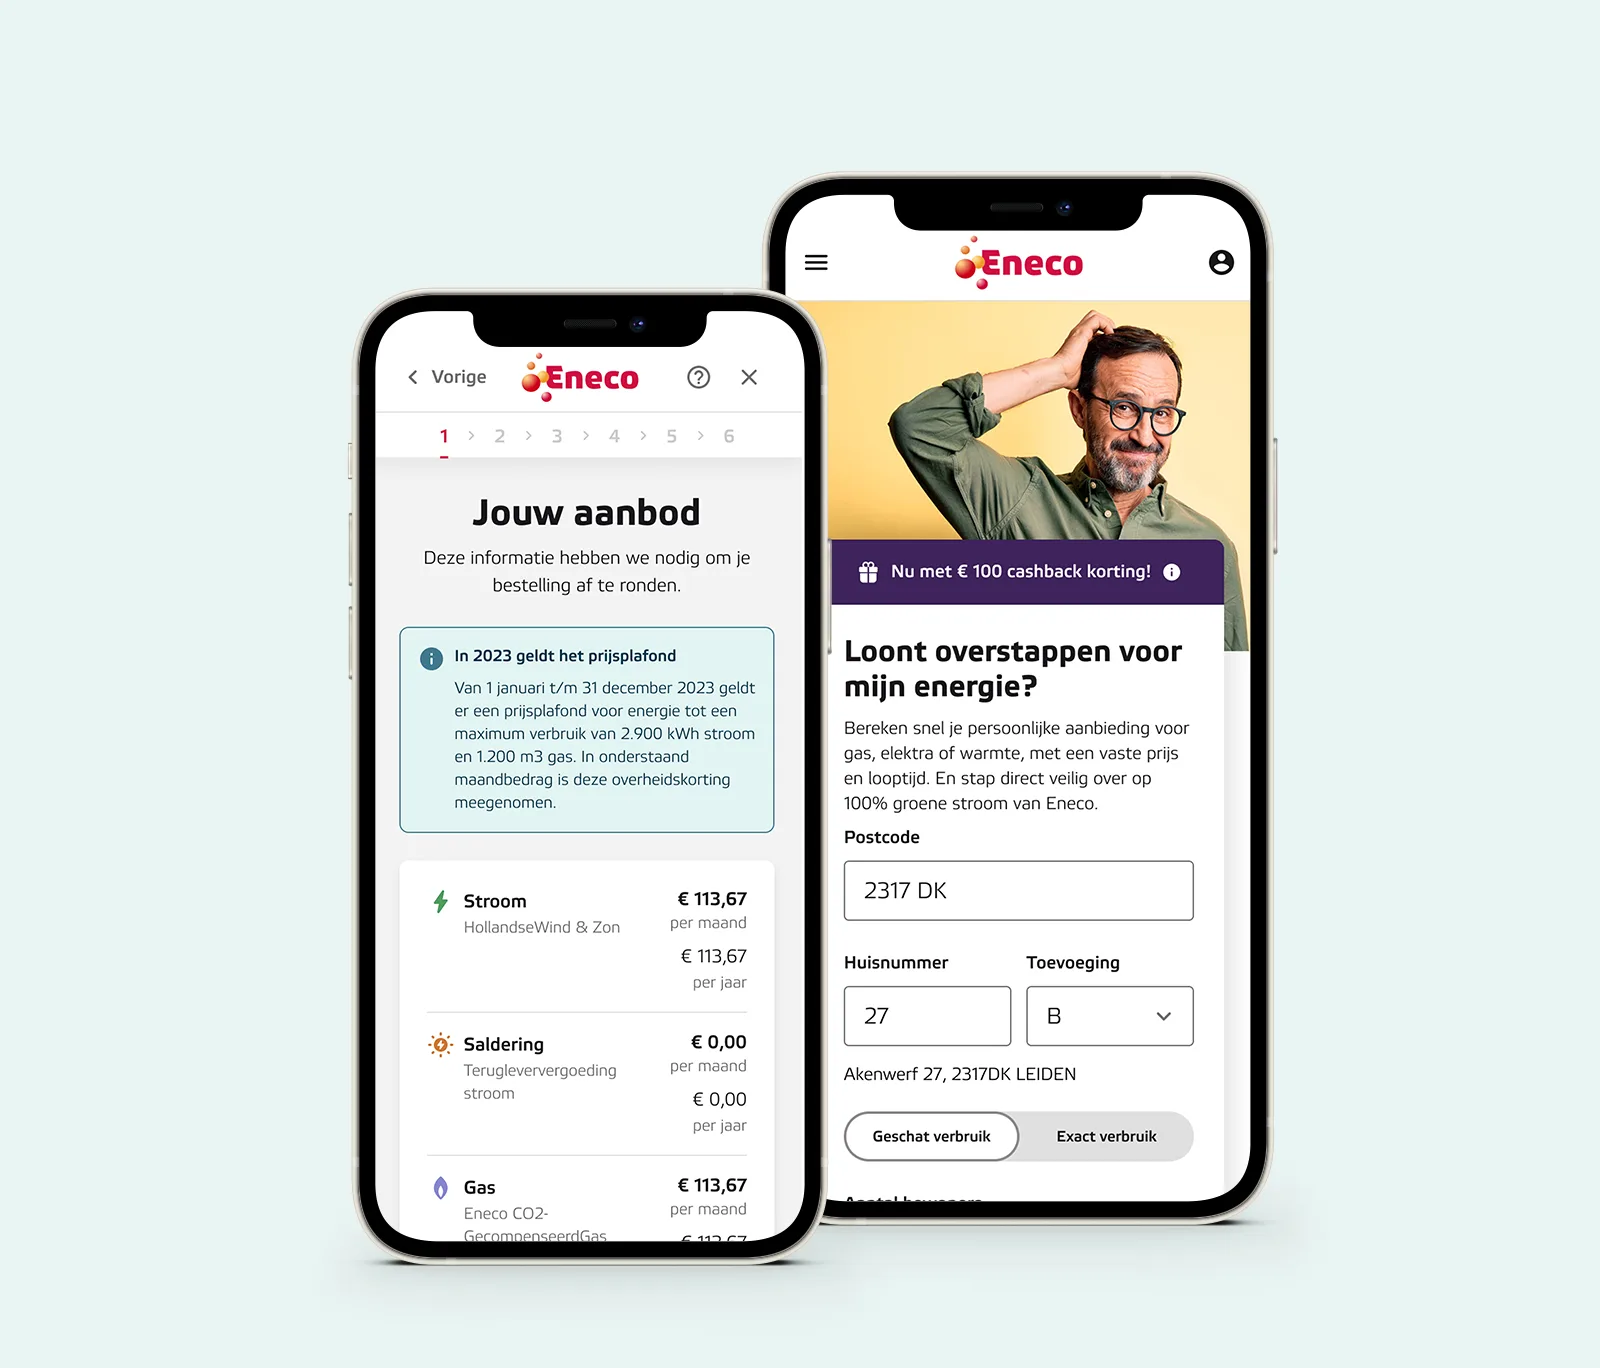 Vorige
Eneco
1 > 2 > 3 > 4 > 5 > 6
Jouw aanbod
Deze informatie hebben we nodig om je
bestelling af te ronden.
In 2023 geldt het prijsplafond
Van 1 januari t/m 31 december 2023 geldt
er een prijsplafond voor energie tot een
maximum verbruik van 2.900 kWh stroom
en 1.200 m3 gas. In onderstaand
maandbedrag is deze overheidskorting
meegenomen.
Stroom
€ 113,67
HollandseWind & Zon
per maand
€ 113,67
per jaar
Saldering
€ 0,00
Terugleververgoeding
stroom
per maand
€ 0,00
per jaar
Gas
€ 113,67
Eneco CO2-
per maand
GecompenseerdGas
€ 113,67
Eneco
Nu met € 100 cashback korting!
Loont overstappen voor
mijn energie?
Bereken snel je persoonlijke aanbieding voor
gas, elektra of warmte, met een vaste prijs
en looptijd. En stap direct veilig over op
100% groene stroom van Eneco.
Postcode
2317 DK
Huisnummer
Toevoeging
27
B
Akenwerf 27, 2317DK LEIDEN
Geschat verbruik
Exact verbruik
Aantal bewoners